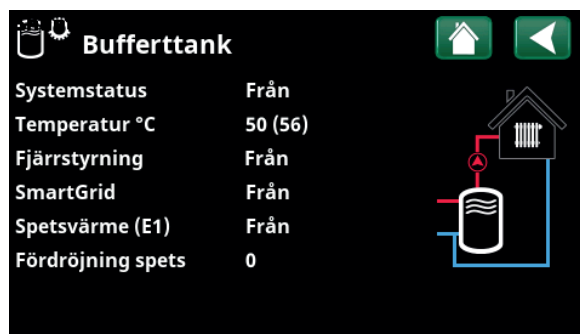 Bufferttank
Systemstatus Från
Temperatur °C 50 (56)
Fjärrstyrning Från
SmartGrid Från
Spetsvärme (E1) Från
Fördröjning spets 0